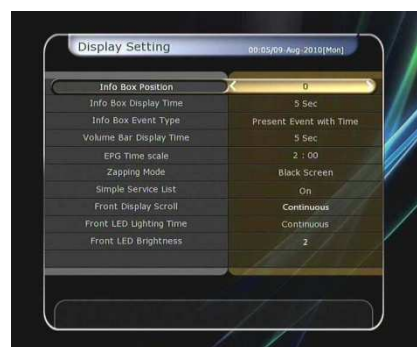 Display Setting 00:05/09-Aug-2010[Mon]
Info Box Position 0
Info Box Display Time 5 Sec
Info Box Event Type Present Event with Time
Volume Bar Display Time 5 Sec
EPG Time scale 2 : 00
Zapping Mode Black Screen
Simple Service List On
Front Display Scroll Continuous
Front LED Lighting Time Continuous
Front LED Brightness 2